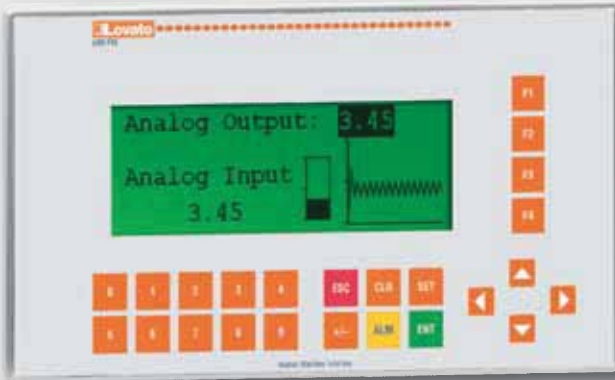 Lovato
Analog Output: 3.45
Analog Input
3.45
F1
F2
F3
F4
0 1 2 3 4 ESC CLR SET
5 6 7 8 9 +/- ALM ENT